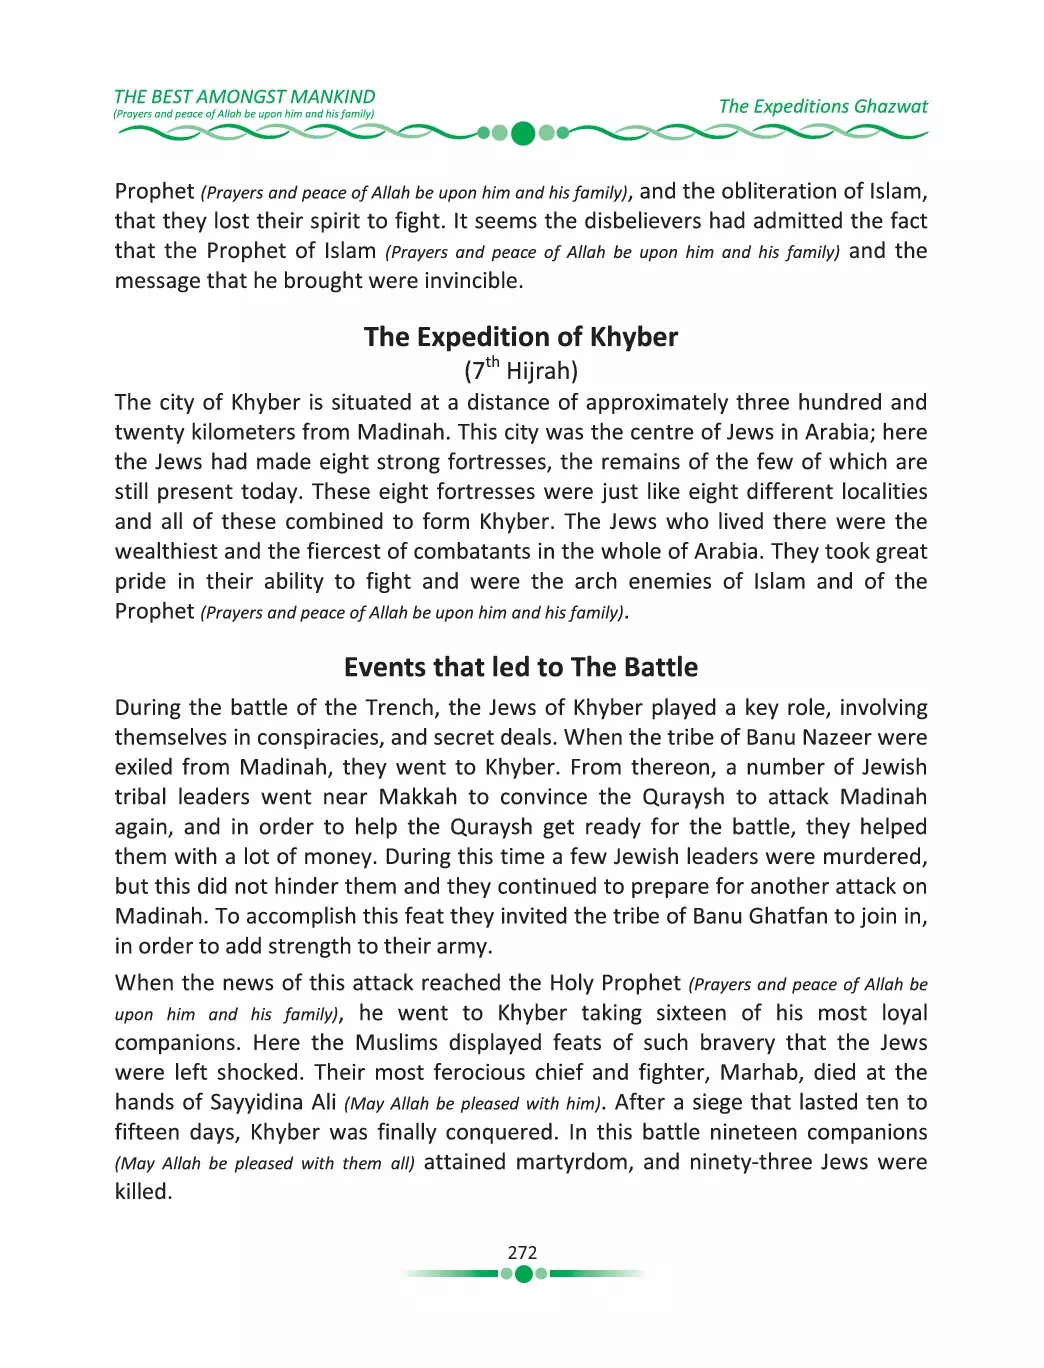 THE BEST AMONGST MANKIND
(Prayers and peace of Allah be upon him and his family)
The Expeditions Ghazwat
Prophet (Prayers and peace of Allah be upon him and his family), and the obliteration of Islam,
that they lost their spirit to fight. It seems the disbelievers had admitted the fact
that the Prophet of Islam (Prayers and peace of Allah be upon him and his family) and the
message that he brought were invincible.
The Expedition of Khyber
(7th Hijrah)
The city of Khyber is situated at a distance of approximately three hundred and
twenty kilometers from Madinah. This city was the centre of Jews in Arabia; here
the Jews had made eight strong fortresses, the remains of the few of which are
still present today. These eight fortresses were just like eight different localities
and all of these combined to form Khyber. The Jews who lived there were the
wealthiest and the fiercest of combatants in the whole of Arabia. They took great
pride in their ability to fight and were the arch enemies of Islam and of the
Prophet (Prayers and peace of Allah be upon him and his family).
Events that led to The Battle
During the battle of the Trench, the Jews of Khyber played a key role, involving
themselves in conspiracies, and secret deals. When the tribe of Banu Nazeer were
exiled from Madinah, they went to Khyber. From thereon, a number of Jewish
tribal leaders went near Makkah to convince the Quraysh to attack Madinah
again, and in order to help the Quraysh get ready for the battle, they helped
them with a lot of money. During this time a few Jewish leaders were murdered,
but this did not hinder them and they continued to prepare for another attack on
Madinah. To accomplish this feat they invited the tribe of Banu Ghatfan to join in,
in order to add strength to their army.
When the news of this attack reached the Holy Prophet (Prayers and peace of Allah be
upon him and his family), he went to Khyber taking sixteen of his most loyal
companions. Here the Muslims displayed feats of such bravery that the Jews
were left shocked. Their most ferocious chief and fighter, Marhab, died at the
hands of Sayyidina Ali (May Allah be pleased with him). After a siege that lasted ten to
fifteen days, Khyber was finally conquered. In this battle nineteen companions
(May Allah be pleased with them all) attained martyrdom, and ninety-three Jews were
killed.
272